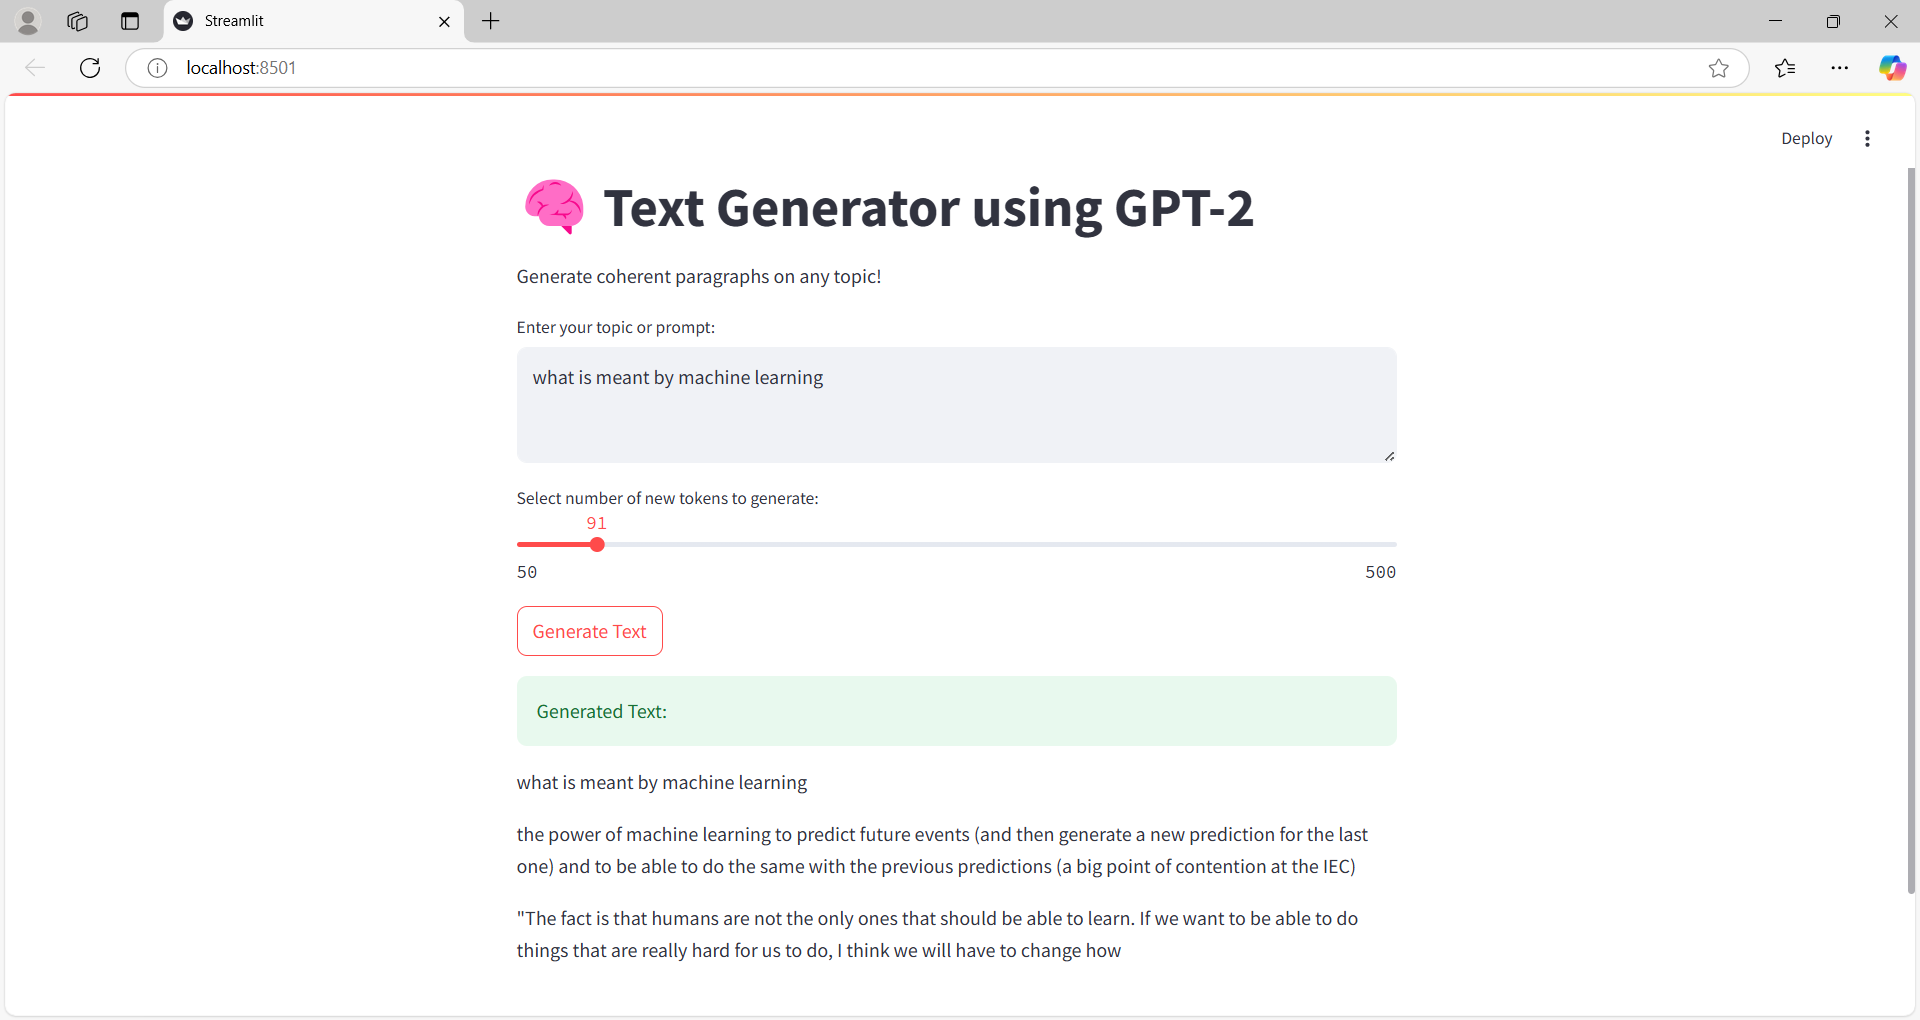 Streamlit
localhost:8501
Deploy
Text Generator using GPT-2
Generate coherent paragraphs on any topic!
Enter your topic or prompt:
what is meant by machine learning
Select number of new tokens to generate:
91
50
500
Generate Text
Generated Text:
what is meant by machine learning
the power of machine learning to predict future events (and then generate a new prediction for the last
one) and to be able to do the same with the previous predictions (a big point of contention at the IEC)
"The fact is that humans are not the only ones that should be able to learn. If we want to be able to do
things that are really hard for us to do, I think we will have to change how